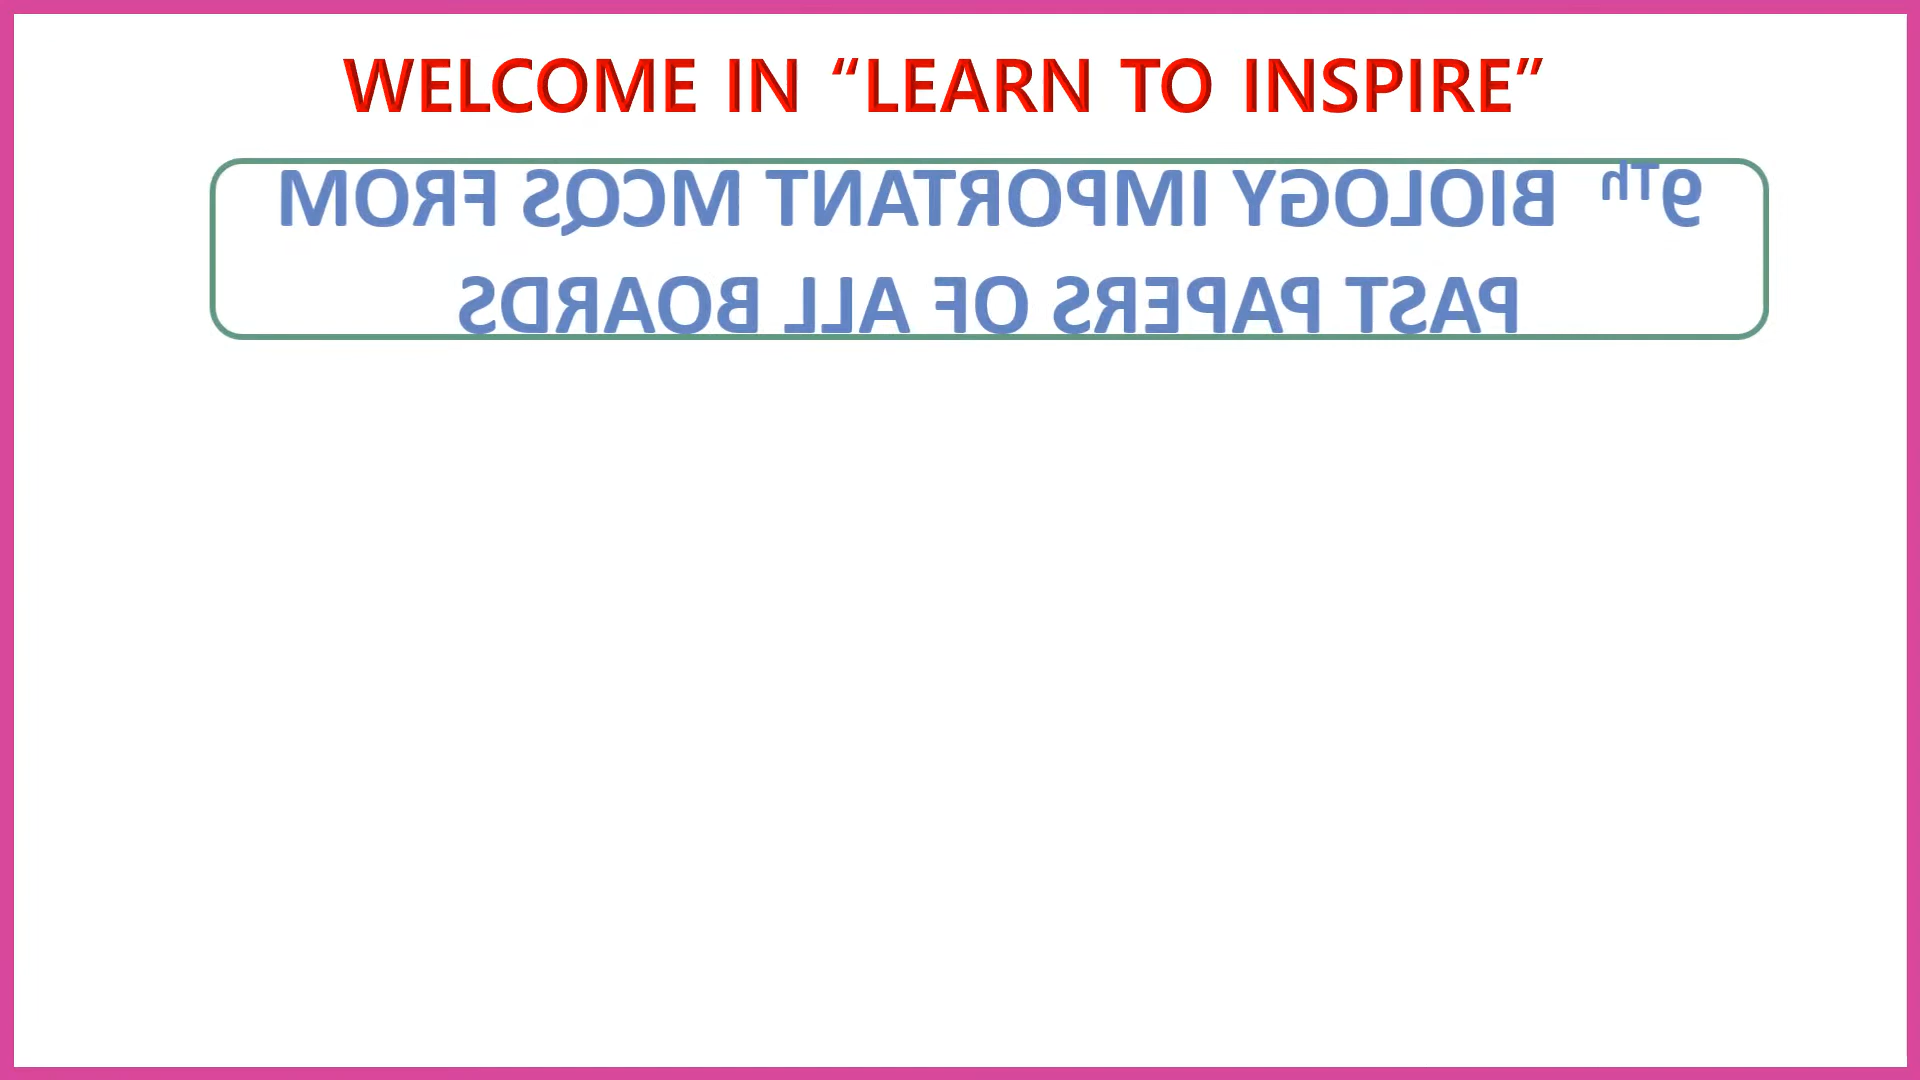 WELCOME IN “LEARN TO INSPIRE”
9Th BIOLOGY IMPORTANT MCQS FROM
PAST PAPERS OF ALL BOARDS